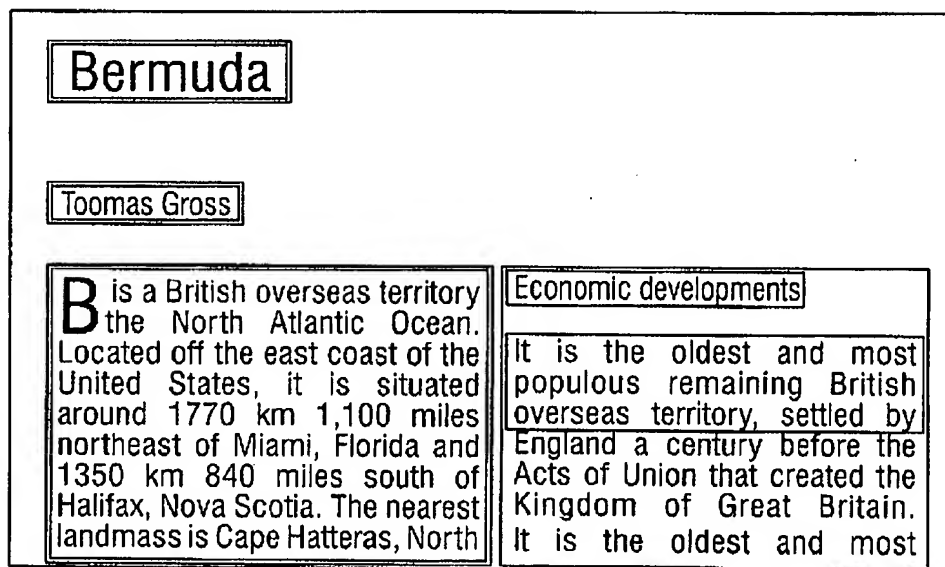 Bermuda
Toomas Gross
B is a British overseas territory
the North Atlantic Ocean.
Located off the east coast of the
United States, it is situated
around 1770 km 1,100 miles
northeast of Miami, Florida and
1350 km 840 miles south of
Halifax, Nova Scotia. The nearest
landmass is Cape Hatteras, North
Economic developments
It is the oldest and most
populous remaining British
overseas territory, settled by
England a century before the
Acts of Union that created the
Kingdom of Great Britain.
It is the oldest and most